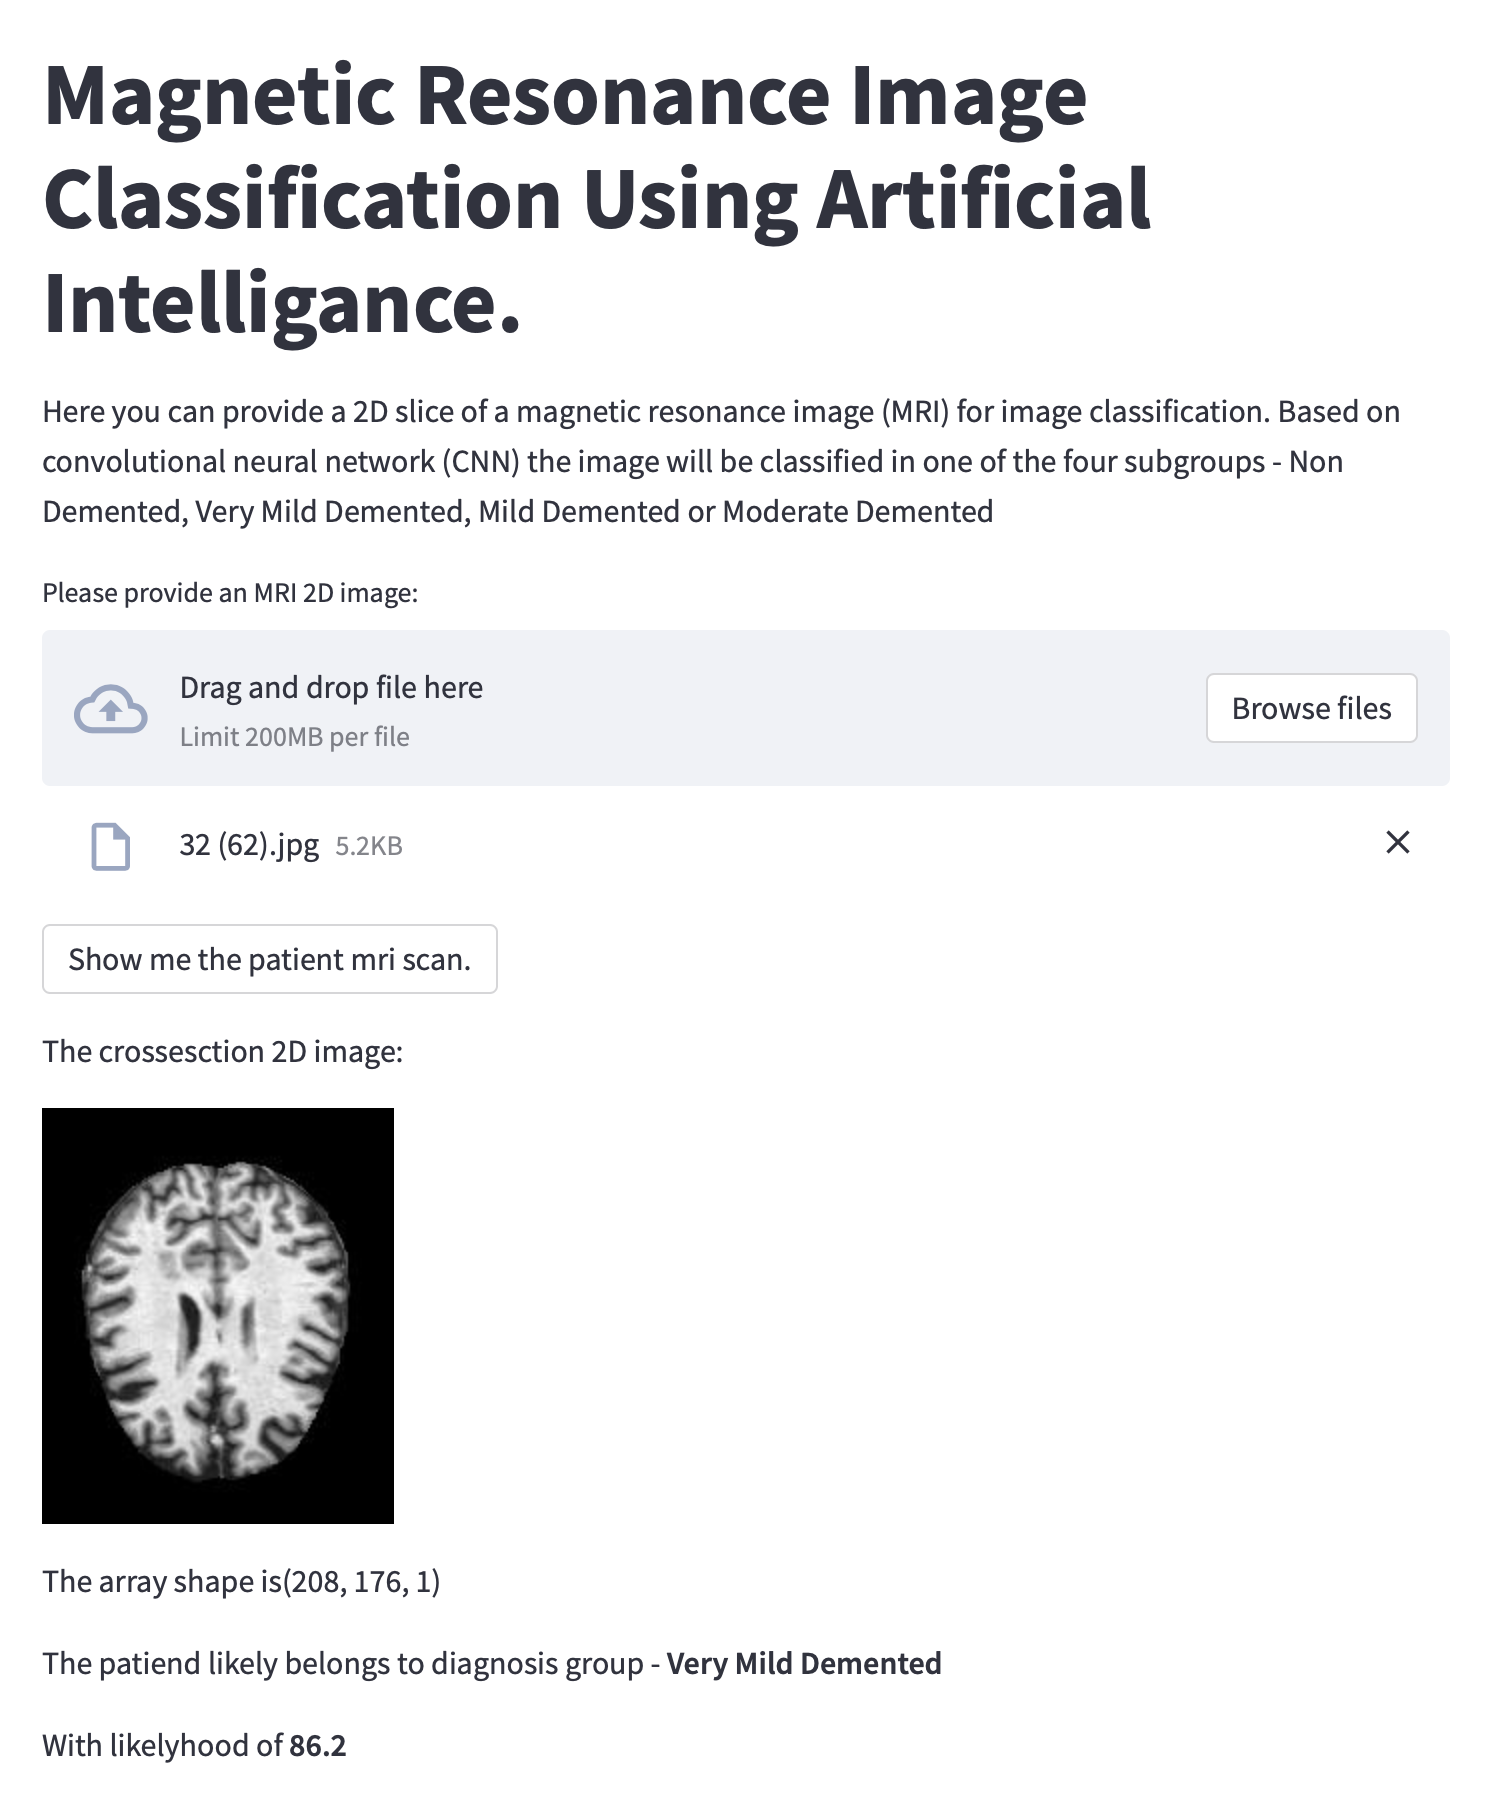 Magnetic Resonance Image
Classification Using Artificial
Intelligance.
Here you can provide a 2D slice of a magnetic resonance image (MRI) for image classification. Based on
convolutional neural network (CNN) the image will be classified in one of the four subgroups - Non
Demented, Very Mild Demented, Mild Demented or Moderate Demented
Please provide an MRI 2D image:
Drag and drop file here
Limit 200MB per file
Browse files
32 (62).jpg 5.2KB
Show me the patient mri scan.
The crossesction 2D image:
The array shape is(208, 176, 1)
The patiend likely belongs to diagnosis group - Very Mild Demented
With likelyhood of 86.2